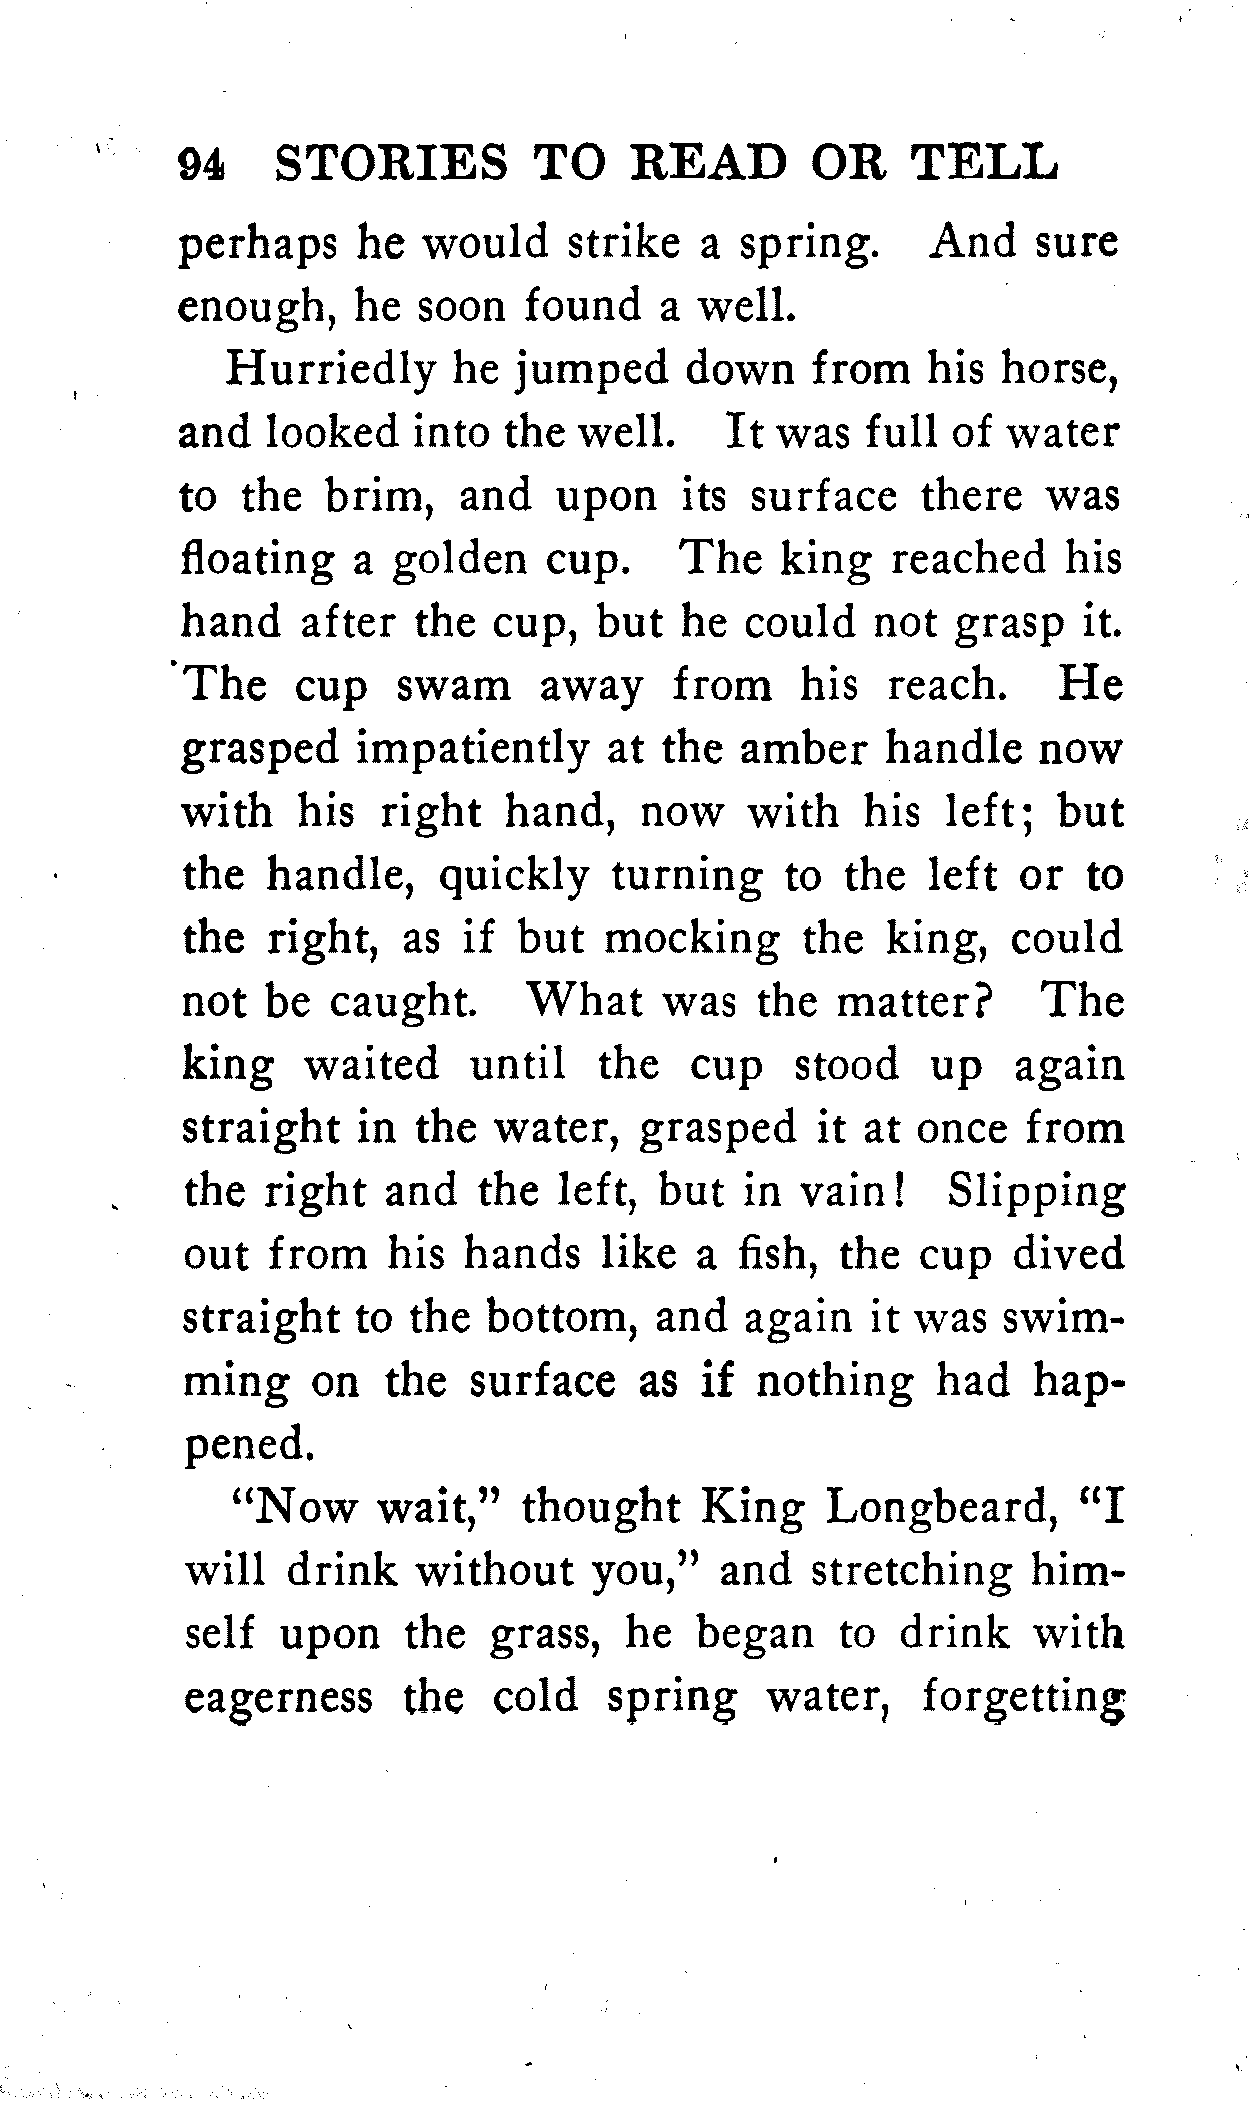 94 STORIES TO READ OR TELL
perhaps he would strike a spring. And sure
enough, he soon found a well.
Hurriedly he jumped down from his horse,
and looked into the well. It was full of water
to the brim, and upon its surface there was
floating a golden cup. The king reached his
hand after the cup, but he could not grasp it.
The cup swam away from his reach. He
grasped impatiently at the amber handle now
with his right hand, now with his left; but
the handle, quickly turning to the left or to
the right, as if but mocking the king, could
not be caught. What was the matter? The
king waited until the cup stood up again
straight in the water, grasped it at once from
the right and the left, but in vain! Slipping
out from his hands like a fish, the cup dived
straight to the bottom, and again it was swim-
ming on the surface as if nothing had hap-
pened.
"Now wait," thought King Longbeard, "I
will drink without you," and stretching him-
self upon the grass, he began to drink with
eagerness the cold spring water, forgetting